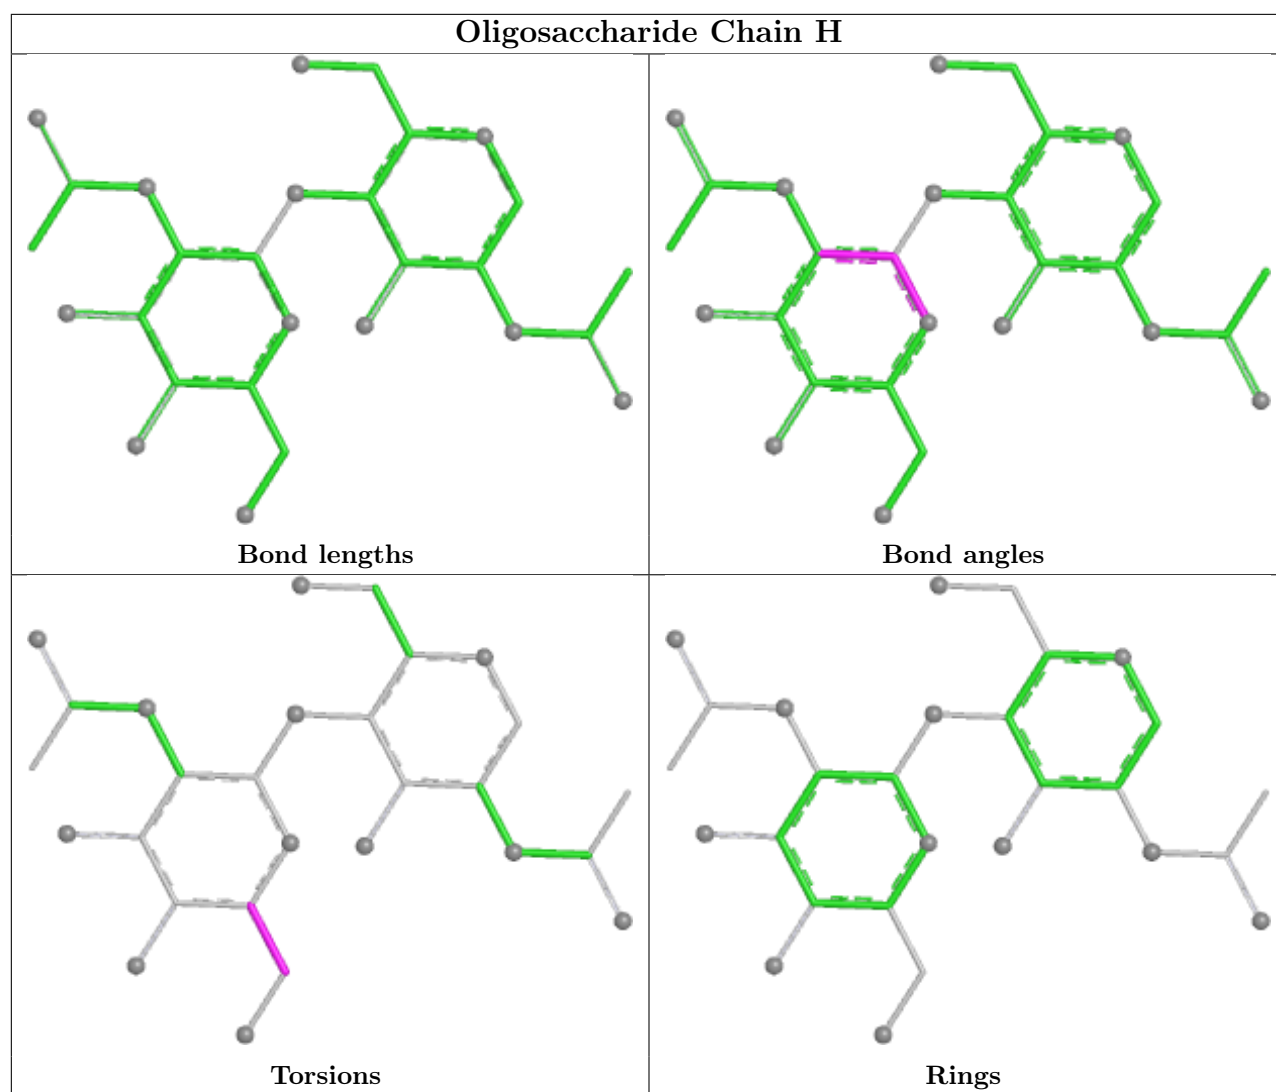 Oligosaccharide Chain H
Bond lengths
Bond angles
Torsions
Rings